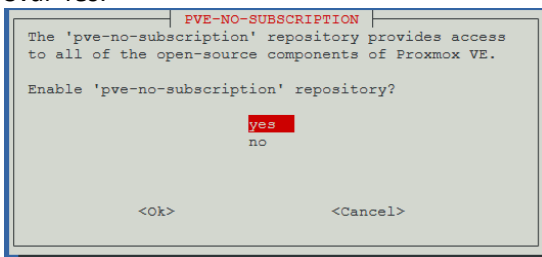 PVE-NO-SUBSCRIPTION
The 'pve-no-subscription' repository provides access
to all of the open-source components of Proxmox VE.
Enable 'pve-no-subscription' repository?
yes
no
<Ok> <Cancel>